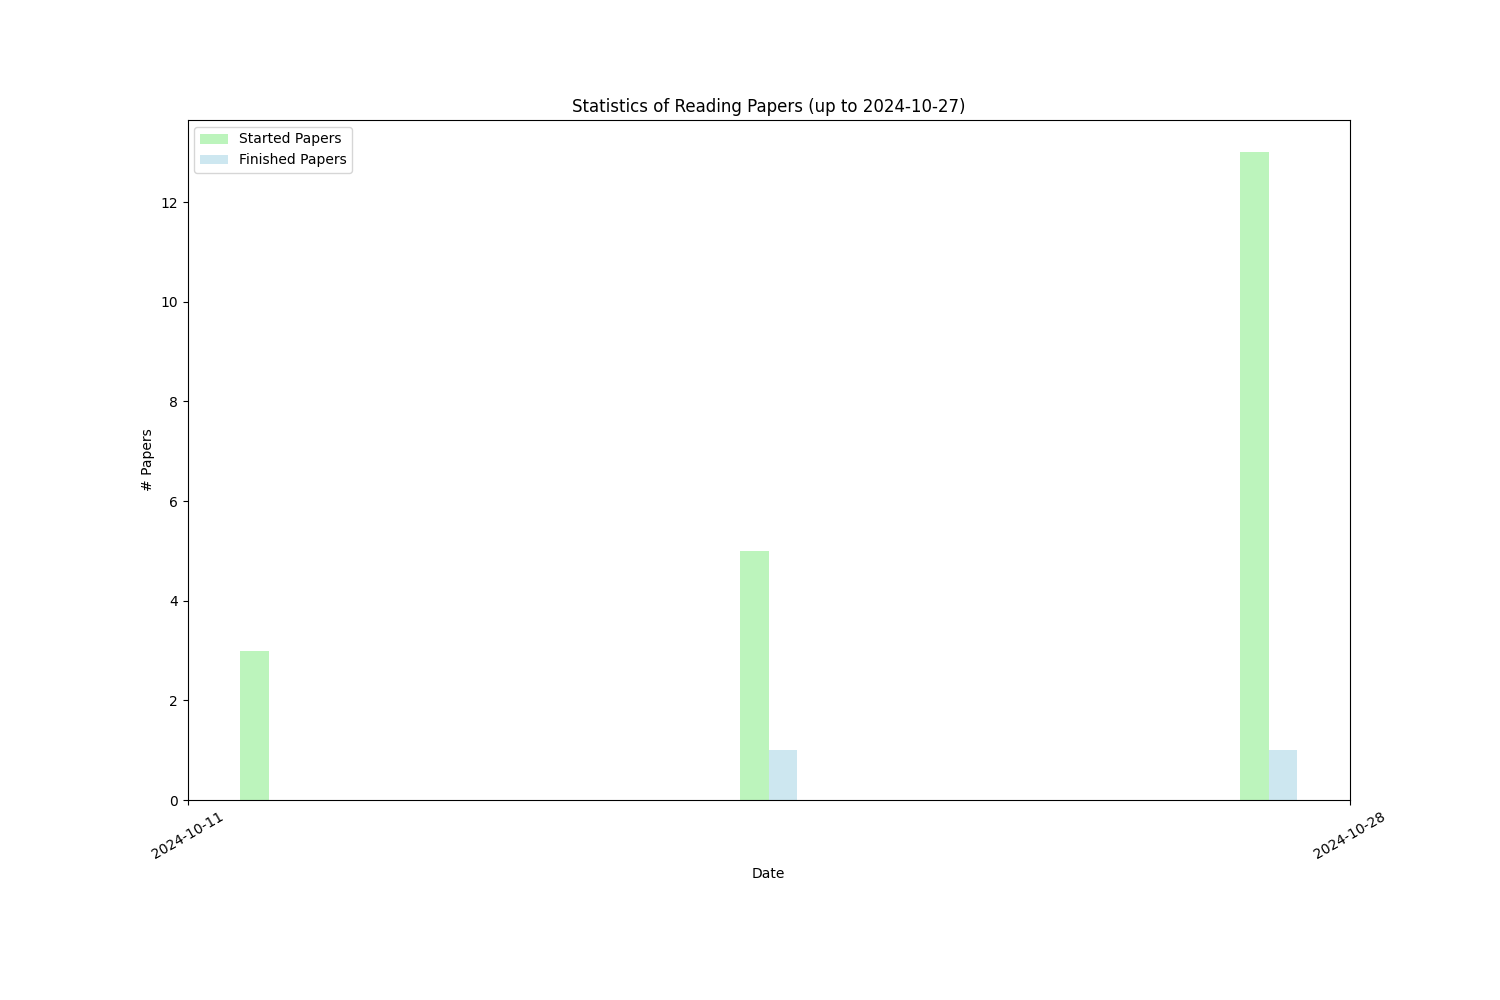 Statistics of Reading Papers (up to 2024-10-27)
Started Papers
Finished Papers
12
10
8
6
4
2
0
# Papers
2024-10-11
2024-10-28
Date